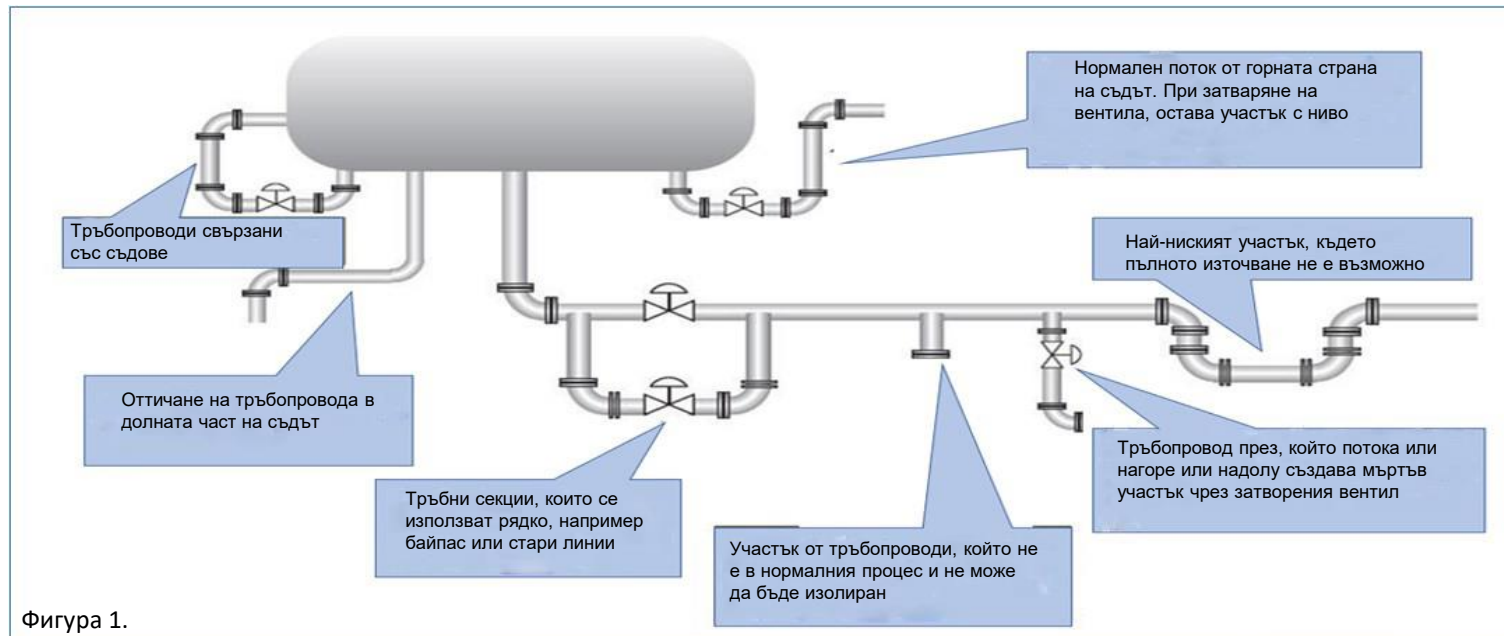 Нормален поток от горната страна
на съдът. При затваряне на
вентила, остава участък с ниво
Тръбопроводи свързани
със съдове
Най-ниският участък, където
пълното източване не е възможно
Оттичане на тръбопровода в
долната част на съдът
Тръбопровод през, който потока или
нагоре или надолу създава мъртъв
участък чрез затворения вентил
Тръбни секции, които се
използват рядко, например
байпас или стари линии
Участък от тръбопроводи, който не
е в нормалния процес и не може
да бъде изолиран
Фигура 1.